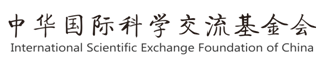 中华国际科学交流基金会
International Scientific Exchange Foundation of China